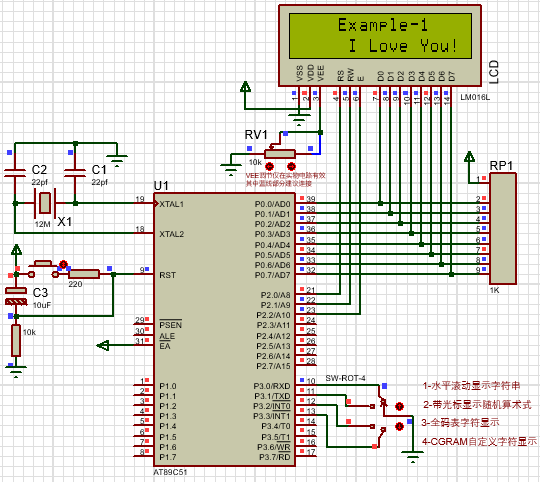 Example-1
I Love You!
LCD
VSS VDD VEE RS RW E D0 D1 D2 D3 D4 D5 D6 D7
1 2 3 4 5 6 7 8 9 10 11 12 13 14
LM016L
RV1
10k
VEE调节仅在实物电路有效
其中蓝线部分建议连接
RP1
1
2
3
4
5
6
7
8
9
1K
C2
22pf
C1
22pf
12M
X1
U1
19 XTAL1
18 XTAL2
9 RST
220
C3
10uF
10k
29 PSEN
30 ALE
31 EA
1 P1.0
2 P1.1
3 P1.2
4 P1.3
5 P1.4
6 P1.5
7 P1.6
8 P1.7
P0.0/AD0 39
P0.1/AD1 38
P0.2/AD2 37
P0.3/AD3 36
P0.4/AD4 35
P0.5/AD5 34
P0.6/AD6 33
P0.7/AD7 32
P2.0/A8 21
P2.1/A9 22
P2.2/A10 23
P2.3/A11 24
P2.4/A12 25
P2.5/A13 26
P2.6/A14 27
P2.7/A15 28
P3.0/RXD 10
P3.1/TXD 11
P3.2/INT0 12
P3.3/INT1 13
P3.4/T0 14
P3.5/T1 15
P3.6/WR 16
P3.7/RD 17
AT89C51
SW-ROT-4
1-水平滚动显示字符串
2-带光标显示随机算术式
3-全码表字符显示
4-CGRAM自定义字符显示